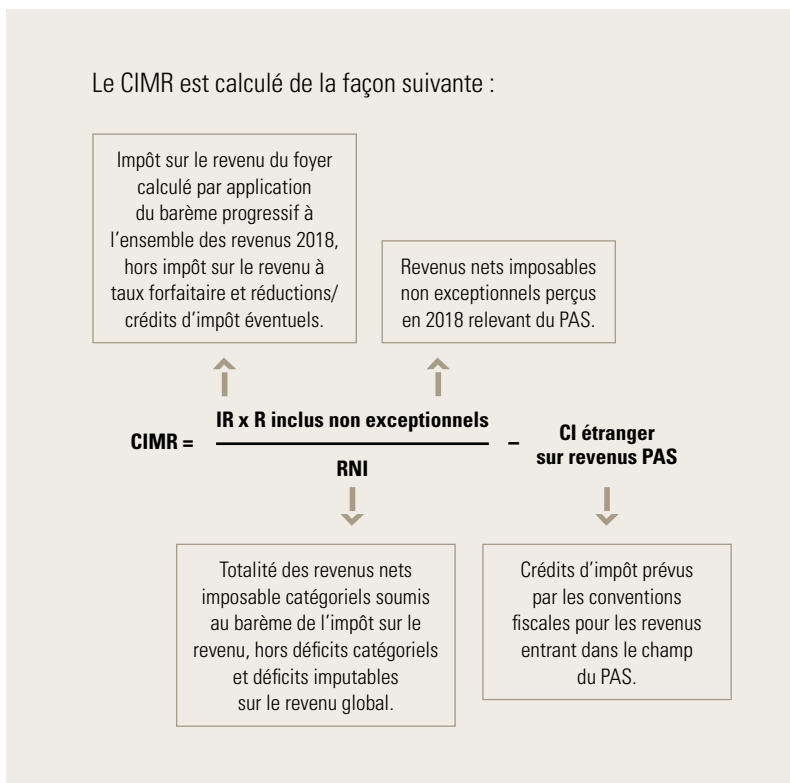 Le CIMR est calculé de la façon suivante :
Impôt sur le revenu du foyer
calculé par application
du barème progressif à
l’ensemble des revenus 2018,
hors impôt sur le revenu à
taux forfaitaire et réductions/
crédits d’impôt éventuels.
Revenus nets imposables
non exceptionnels perçus
en 2018 relevant du PAS.
IR x R inclus non exceptionnels
CIMR =
RNI
–
CI étranger
sur revenus PAS
Totalité des revenus nets
imposable catégoriels soumis
au barème de l’impôt sur le
revenu, hors déficits catégoriels
et déficits imputables
sur le revenu global.
Crédits d’impôt prévus
par les conventions
fiscales pour les revenus
entrant dans le champ
du PAS.